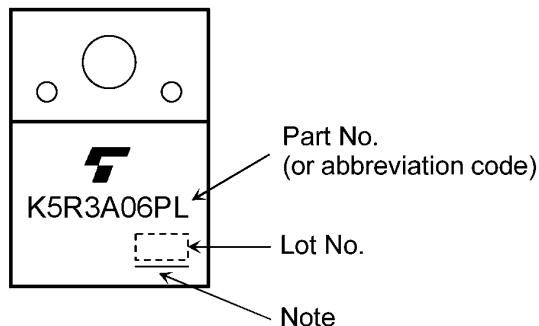 K5R3A06PL
Part No.
(or abbreviation code)
Lot No.
Note